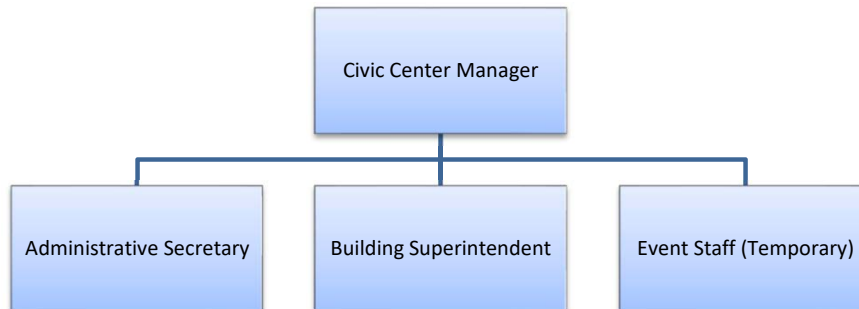 Civic Center Manager
Administrative Secretary
Building Superintendent
Event Staff (Temporary)